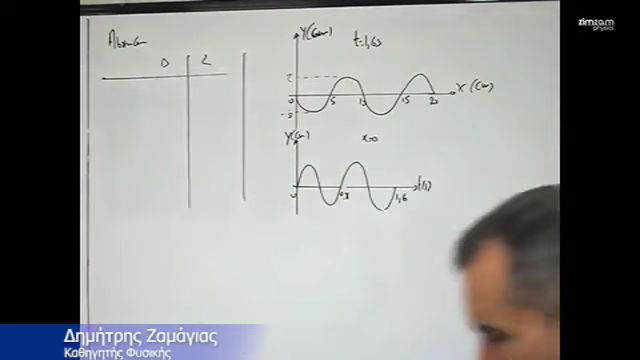 zimzam
physics
y(cm)
t=1,6s
0 2
2
0 5 10 15 20
x (cm)
y(cm)
x=0
0 0,8 1,6
t(s)
Δημήτρης Ζαμάγιας
Καθηγητής Φυσικής